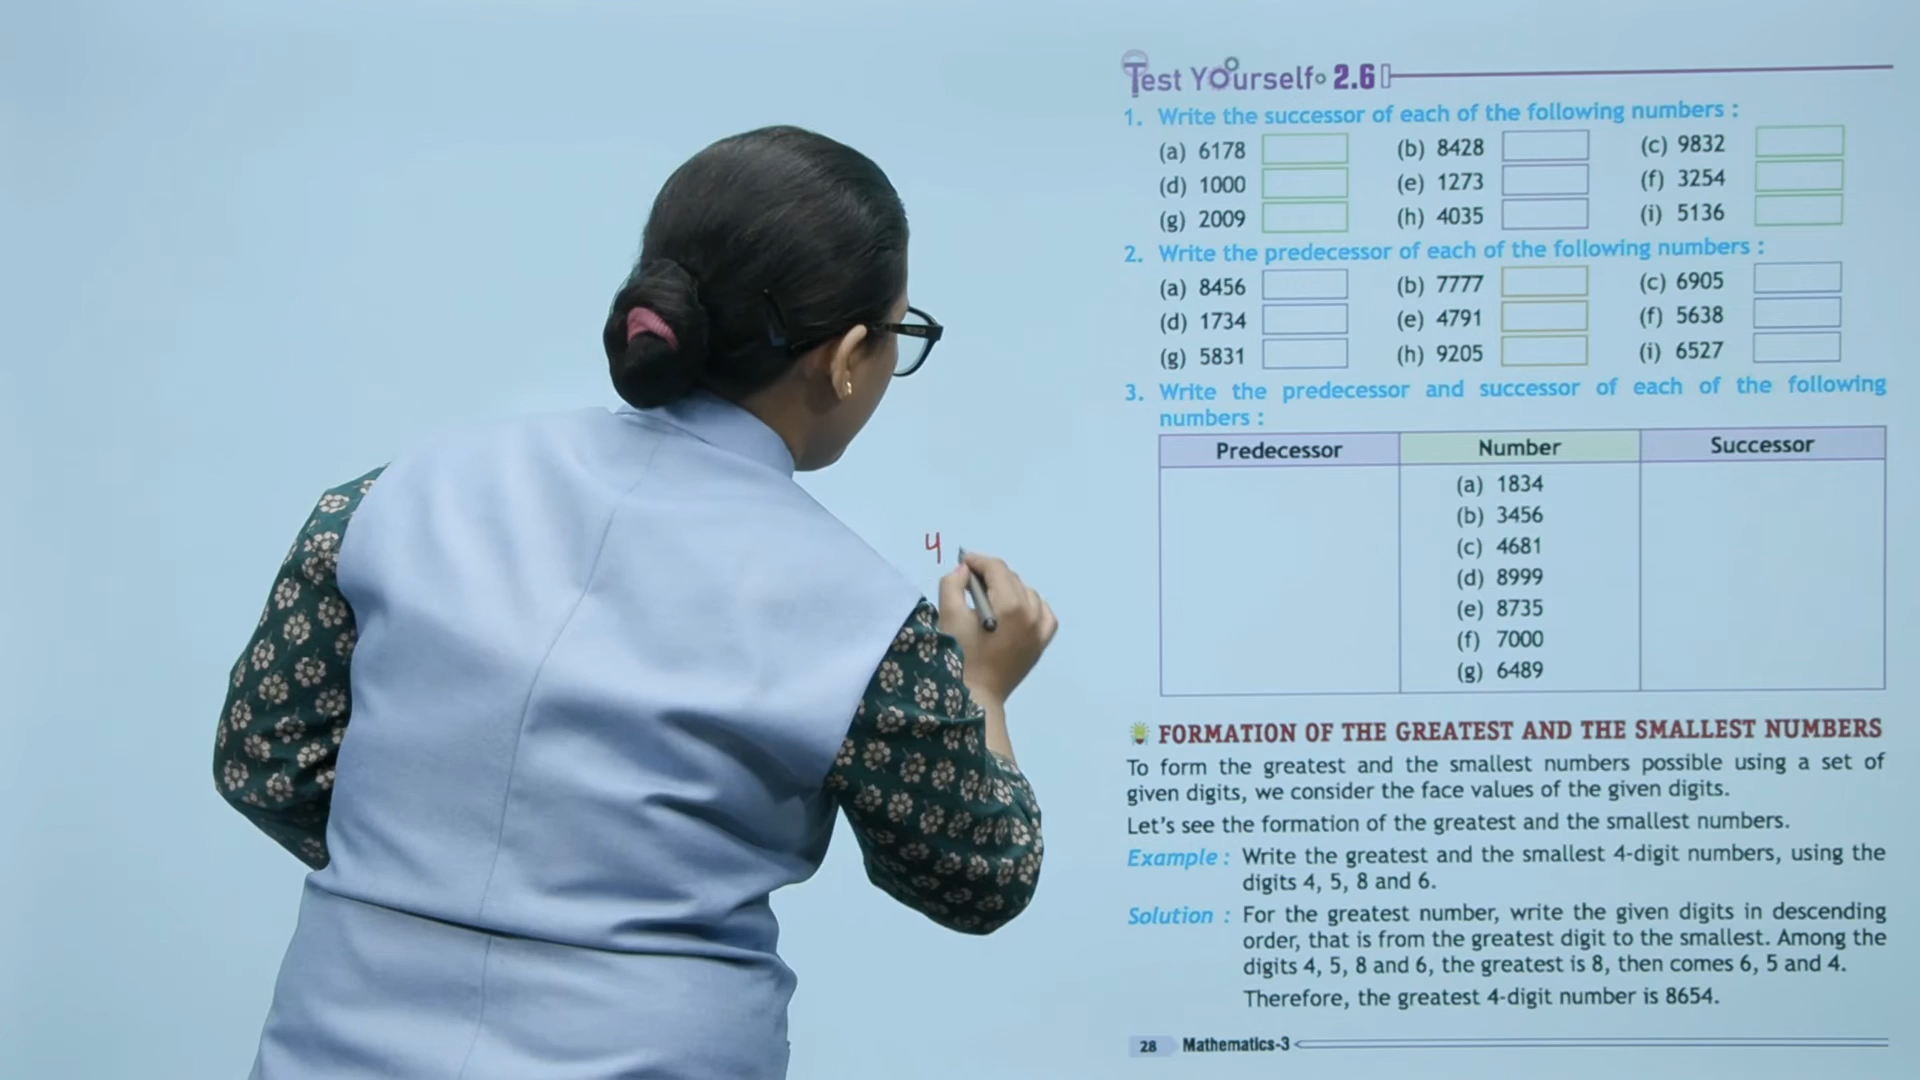 Test Yourself 2.6
1. Write the successor of each of the following numbers :
(a) 6178 (b) 8428 (c) 9832
(d) 1000 (e) 1273 (f) 3254
(g) 2009 (h) 4035 (i) 5136
2. Write the predecessor of each of the following numbers :
(a) 8456 (b) 7777 (c) 6905
(d) 1734 (e) 4791 (f) 5638
(g) 5831 (h) 9205 (i) 6527
3. Write the predecessor and successor of each of the following
numbers :
Predecessor Number Successor
(a) 1834
(b) 3456
(c) 4681
(d) 8999
(e) 8735
(f) 7000
(g) 6489
4
FORMATION OF THE GREATEST AND THE SMALLEST NUMBERS
To form the greatest and the smallest numbers possible using a set of
given digits, we consider the face values of the given digits.
Let's see the formation of the greatest and the smallest numbers.
Example : Write the greatest and the smallest 4-digit numbers, using the
digits 4, 5, 8 and 6.
Solution : For the greatest number, write the given digits in descending
order, that is from the greatest digit to the smallest. Among the
digits 4, 5, 8 and 6, the greatest is 8, then comes 6, 5 and 4.
Therefore, the greatest 4-digit number is 8654.
28 Mathematics-3